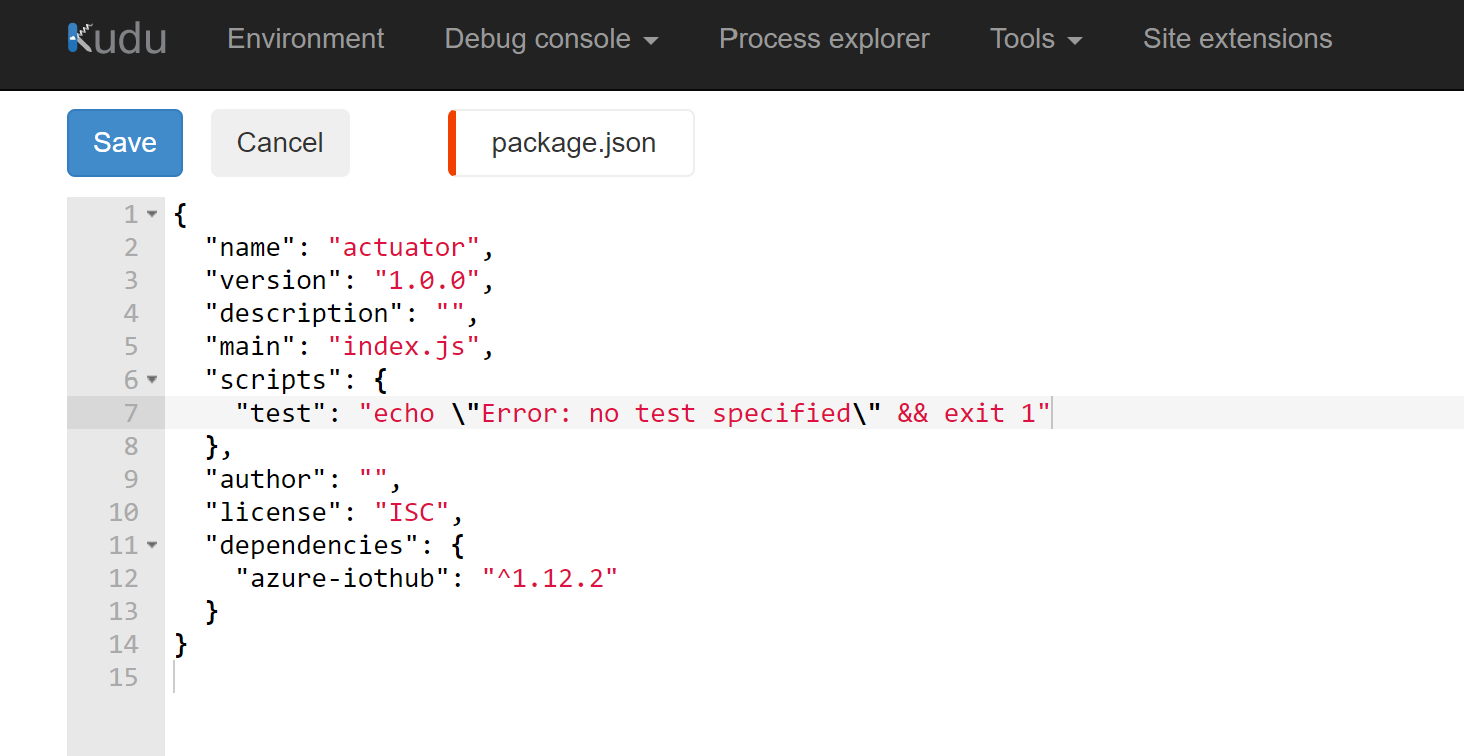 Kudu Environment Debug console Process explorer Tools Site extensions
Save Cancel package.json
1 {
2 "name": "actuator",
3 "version": "1.0.0",
4 "description": "",
5 "main": "index.js",
6 "scripts": {
7 "test": "echo \"Error: no test specified\" && exit 1"
8 },
9 "author": "",
10 "license": "ISC",
11 "dependencies": {
12 "azure-iothub": "^1.12.2"
13 }
14 }
15